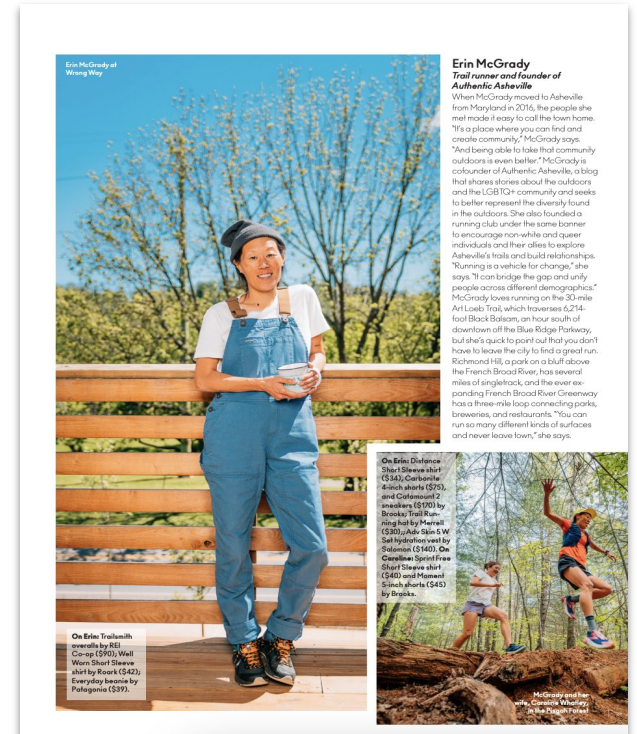 Erin McGrady at
Wrong Way
Erin McGrady
Trail runner and founder of
Authentic Asheville
When McGrady moved to Asheville
from Maryland in 2016, the people she
met made it easy to call the town home.
"It's a place where you can find and
create community," McGrady says.
"And being able to take that community
outdoors is even better." McGrady is
cofounder of Authentic Asheville, a blog
that shares stories about the outdoors
and the LGBTQ+ community and seeks
to better represent the diversity found
in the outdoors. She also founded a
running club under the same banner
to encourage non-white and queer
individuals and their allies to explore
Asheville's trails and build relationships.
"Running is a vehicle for change," she
says. "It can bridge the gap and unify
people across different demographics."
McGrady loves running on the 30-mile
Art Loeb Trail, which traverses 6,214-
foot Black Balsam, an hour south of
downtown off the Blue Ridge Parkway,
but she's quick to point out that you don't
have to leave the city to find a great run.
Richmond Hill, a park on a bluff above
the French Broad River, has several
miles of singletrack, and the ever ex-
panding French Broad River Greenway
has a three-mile loop connecting parks,
breweries, and restaurants. "You can
run so many different kinds of surfaces
and never leave town," she says.
On Erin: Distance
Short Sleeve shirt
($34), Carbonite
4-inch shorts ($75),
and Catamount 2
sneakers ($170) by
Brooks; Trail Run-
ning hat by Merrell
($30); Adv Skin 5 W
Set hydration vest by
Salomon ($140). On
Caroline: Sprint Free
Short Sleeve shirt
($40) and Moment
5-inch shorts ($45)
by Brooks.
On Erin: Trailsmith
overalls by REI
Co-op ($90); Well
Worn Short Sleeve
shirt by Roark ($42);
Everyday beanie by
Patagonia ($39).
McGrady and her
wife, Caroline Whatley,
in the Pisgah Forest